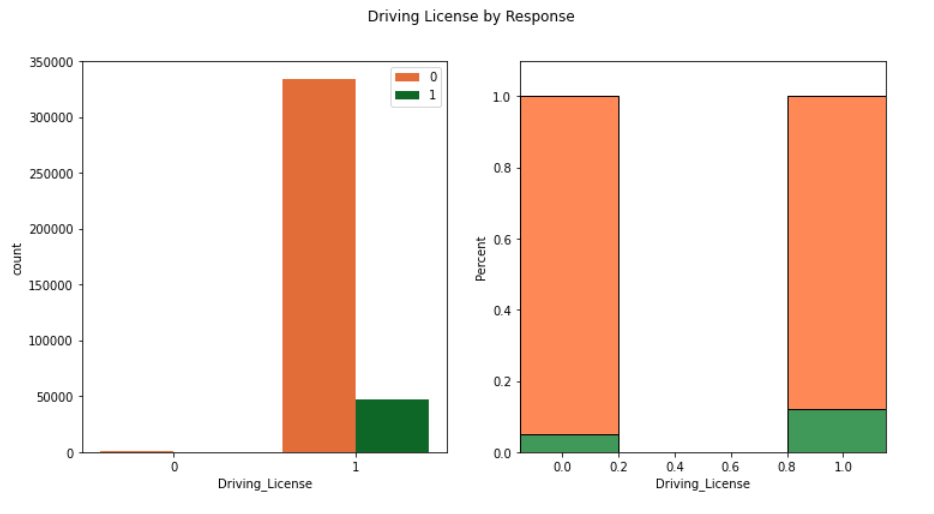 Driving License by Response
350000
300000
250000
200000
150000
100000
50000
0
count
0 1
Driving_License
0
1
1.0
0.8
0.6
0.4
0.2
0.0
Percent
0.0 0.2 0.4 0.6 0.8 1.0
Driving_License